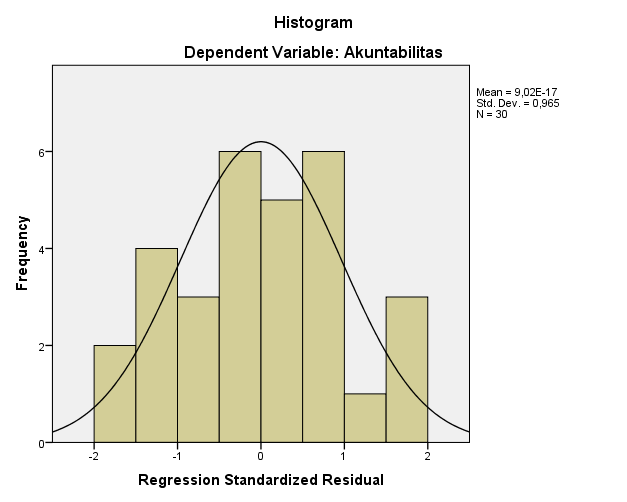 Histogram
Dependent Variable: Akuntabilitas
Mean = 9,02E-17
Std. Dev. = 0,965
N = 30
Frequency
6
4
2
0
-2
-1
0
1
2
Regression Standardized Residual